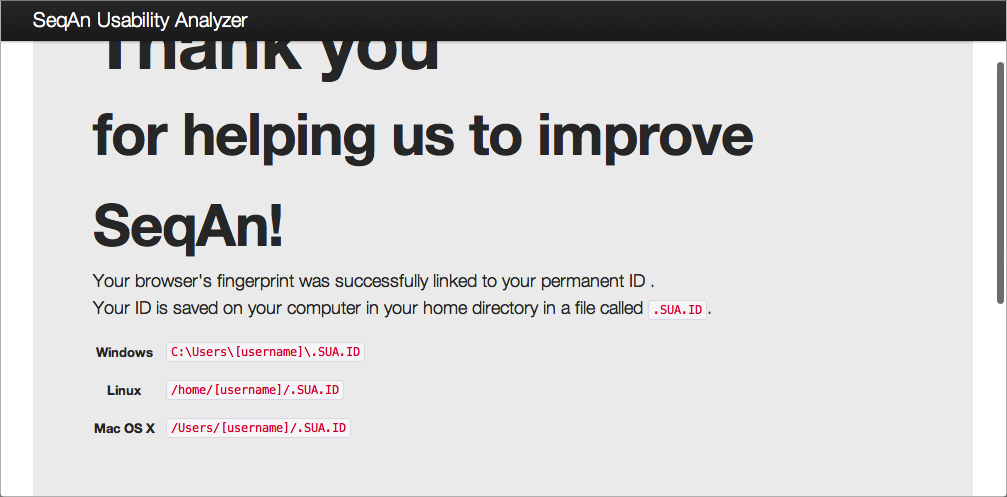 SeqAn Usability Analyzer
Thank you
for helping us to improve
SeqAn!
Your browser's fingerprint was successfully linked to your permanent ID .
Your ID is saved on your computer in your home directory in a file called .SUA.ID.
Windows C:\Users\[username]\.SUA.ID
Linux /home/[username]/.SUA.ID
Mac OS X /Users/[username]/.SUA.ID